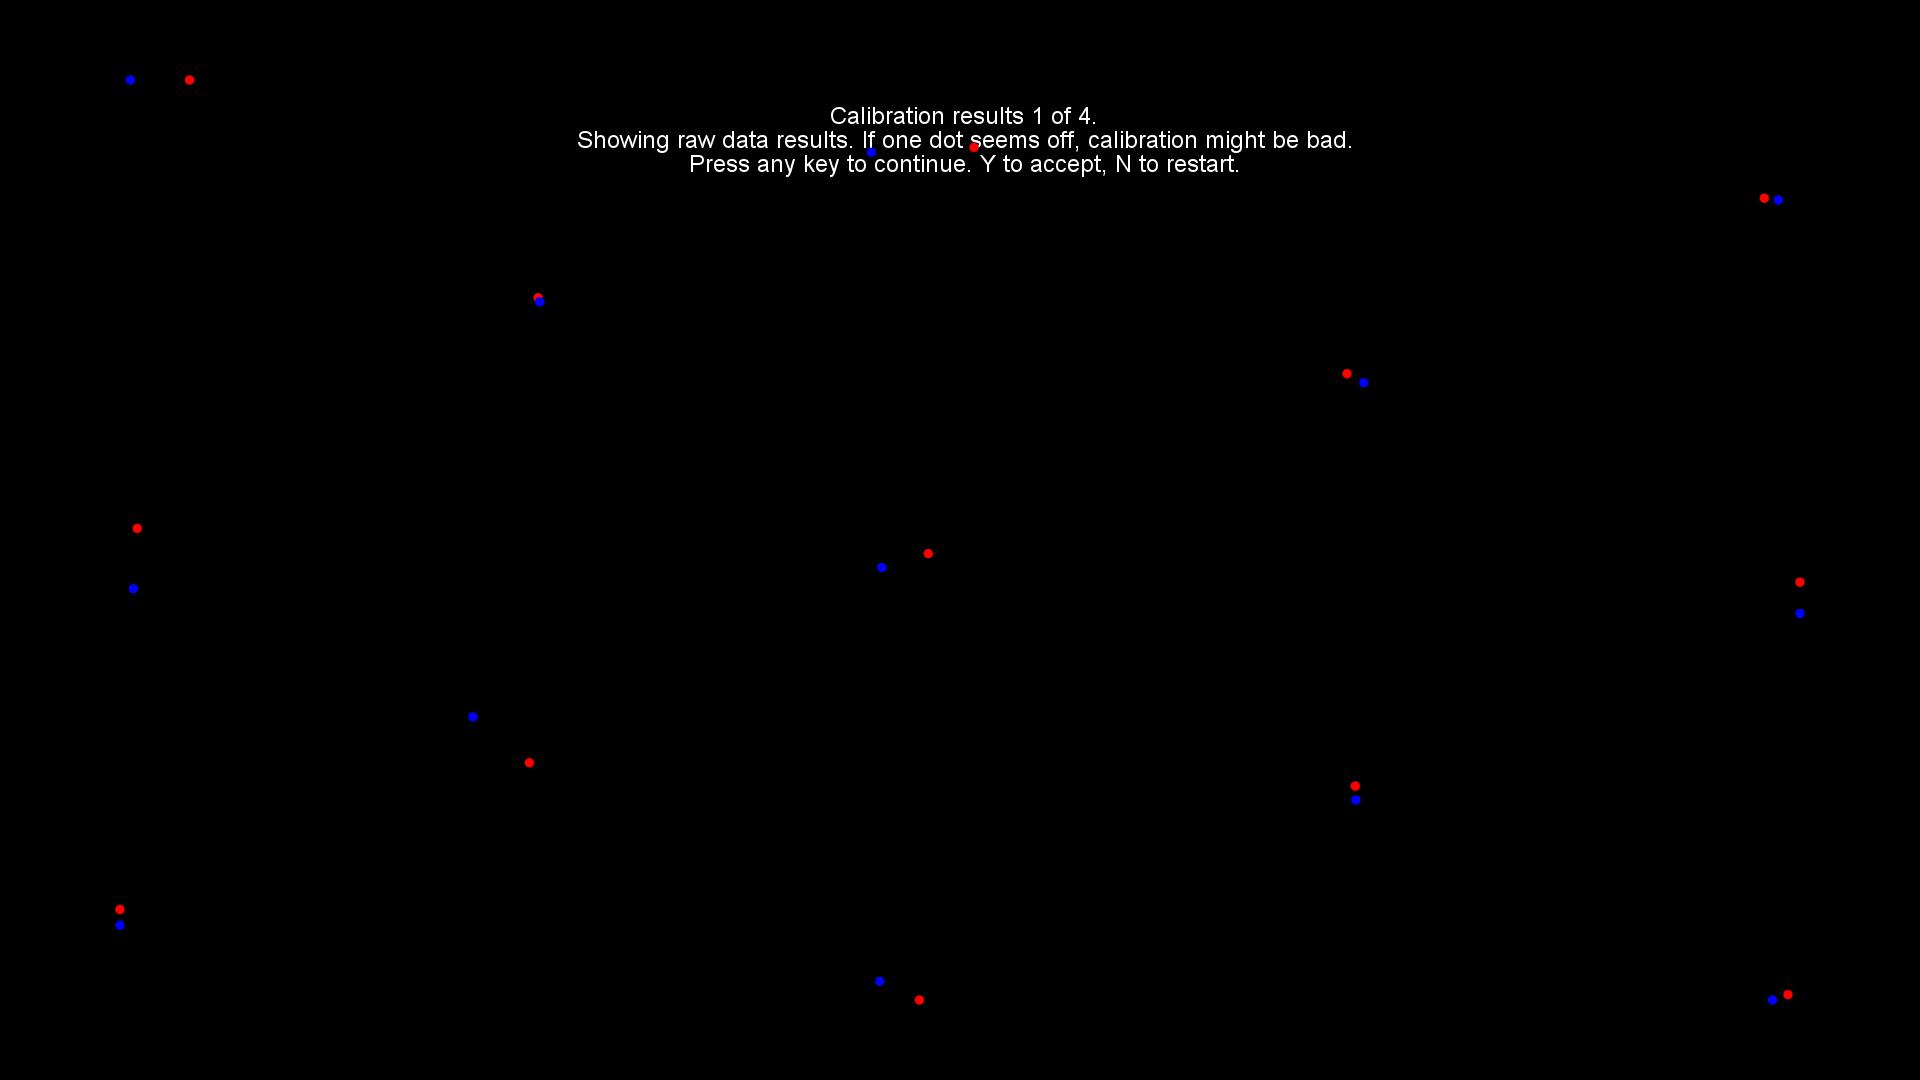 Calibration results 1 of 4.
Showing raw data results. If one dot seems off, calibration might be bad.
Press any key to continue. Y to accept, N to restart.